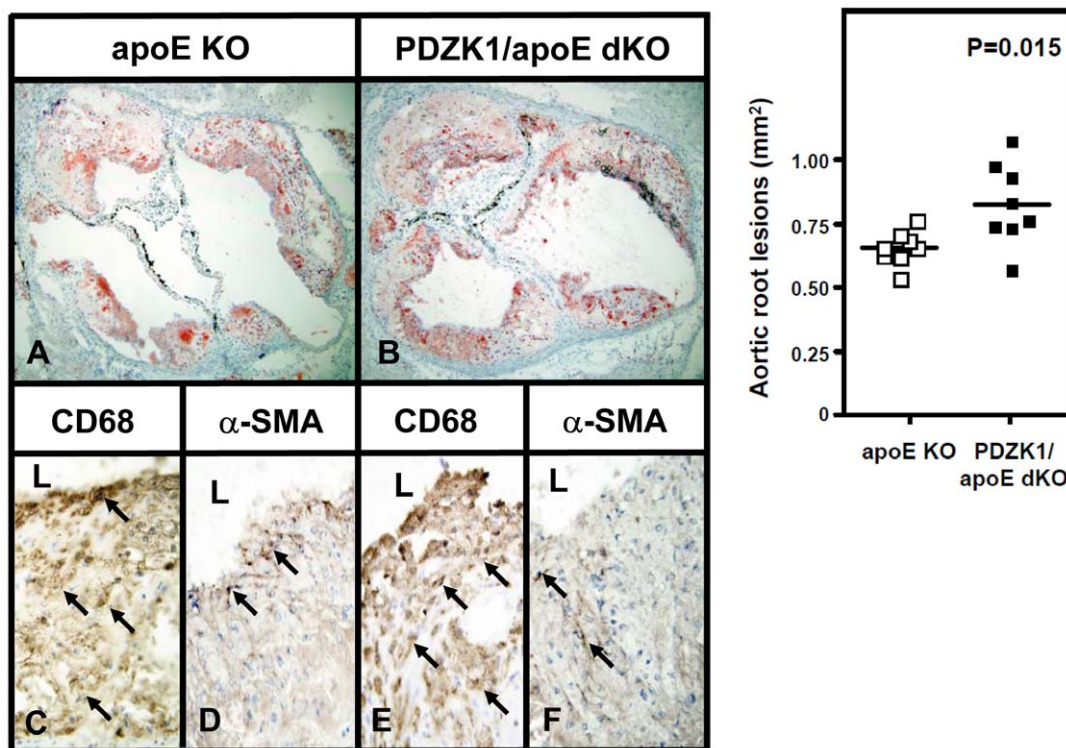 apoE KO
PDZK1/apoE dKO
A
B
CD68
α-SMA
CD68
α-SMA
L
L
L
L
C
D
E
F
P=0.015
Aortic root lesions (mm²)
1.00
0.75
0.50
0.25
0
apoE KO
PDZK1/
apoE dKO